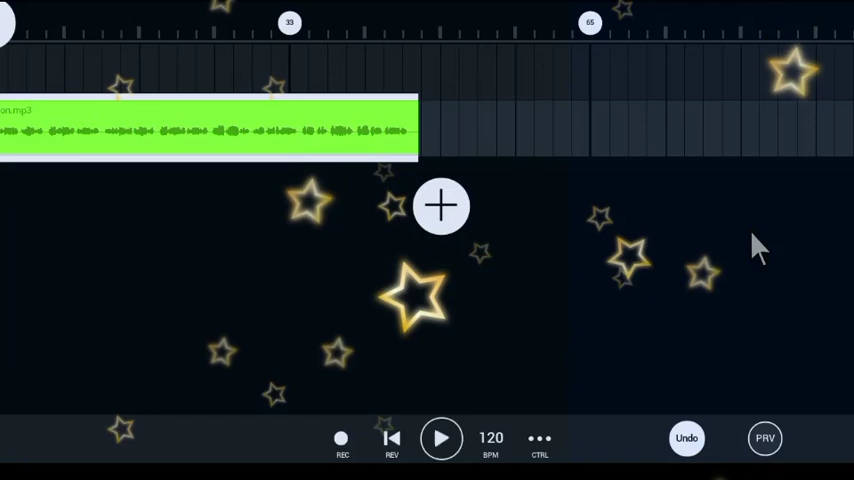 33
65
on.mp3
120
Undo
PRV
REC
REV
BPM
CTRL